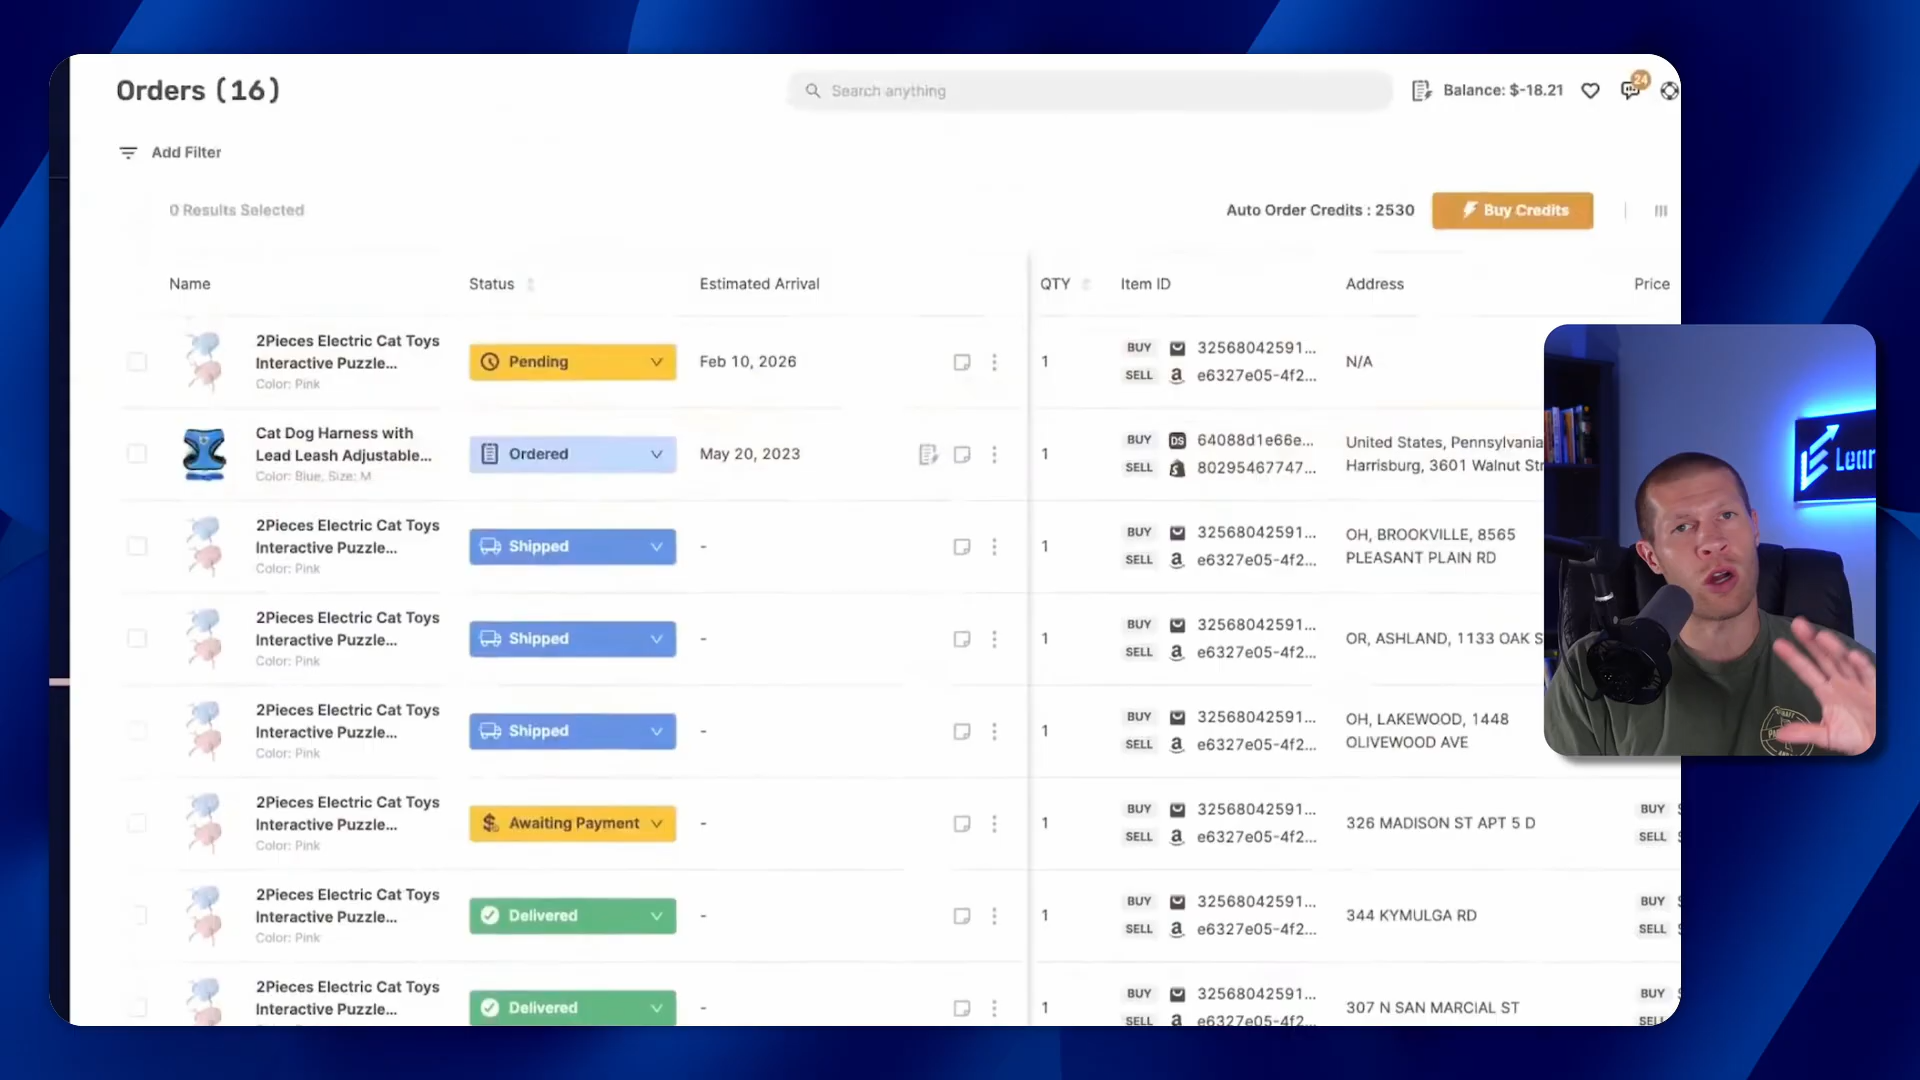 Orders (16)
Search anything
Balance: $-18.21
24
Add Filter
0 Results Selected
Auto Order Credits : 2530
Buy Credits
Name
Status
Estimated Arrival
QTY
Item ID
Address
Price
2Pieces Electric Cat Toys
Interactive Puzzle...
Color: Pink
Pending
Feb 10, 2026
1
BUY 32568042591...
SELL e6327e05-4f2...
N/A
Cat Dog Harness with
Lead Leash Adjustable...
Color: Blue, Size: M
Ordered
May 20, 2023
1
BUY DS 64088d1e66e...
SELL 80295467747...
United States, Pennsylvania
Harrisburg, 3601 Walnut St
2Pieces Electric Cat Toys
Interactive Puzzle...
Color: Pink
Shipped
-
1
BUY 32568042591...
SELL e6327e05-4f2...
OH, BROOKVILLE, 8565
PLEASANT PLAIN RD
2Pieces Electric Cat Toys
Interactive Puzzle...
Color: Pink
Shipped
-
1
BUY 32568042591...
SELL e6327e05-4f2...
OR, ASHLAND, 1133 OAK S
2Pieces Electric Cat Toys
Interactive Puzzle...
Color: Pink
Shipped
-
1
BUY 32568042591...
SELL e6327e05-4f2...
OH, LAKEWOOD, 1448
OLIVEWOOD AVE
2Pieces Electric Cat Toys
Interactive Puzzle...
Color: Pink
Awaiting Payment
-
1
BUY 32568042591...
SELL e6327e05-4f2...
326 MADISON ST APT 5 D
BUY
SELL
2Pieces Electric Cat Toys
Interactive Puzzle...
Color: Pink
Delivered
-
1
BUY 32568042591...
SELL e6327e05-4f2...
344 KYMULGA RD
BUY
SELL
2Pieces Electric Cat Toys
Interactive Puzzle...
Delivered
-
1
BUY 32568042591...
SELL e6327e05-4f2...
307 N SAN MARCIAL ST
BUY
SELL
Lear